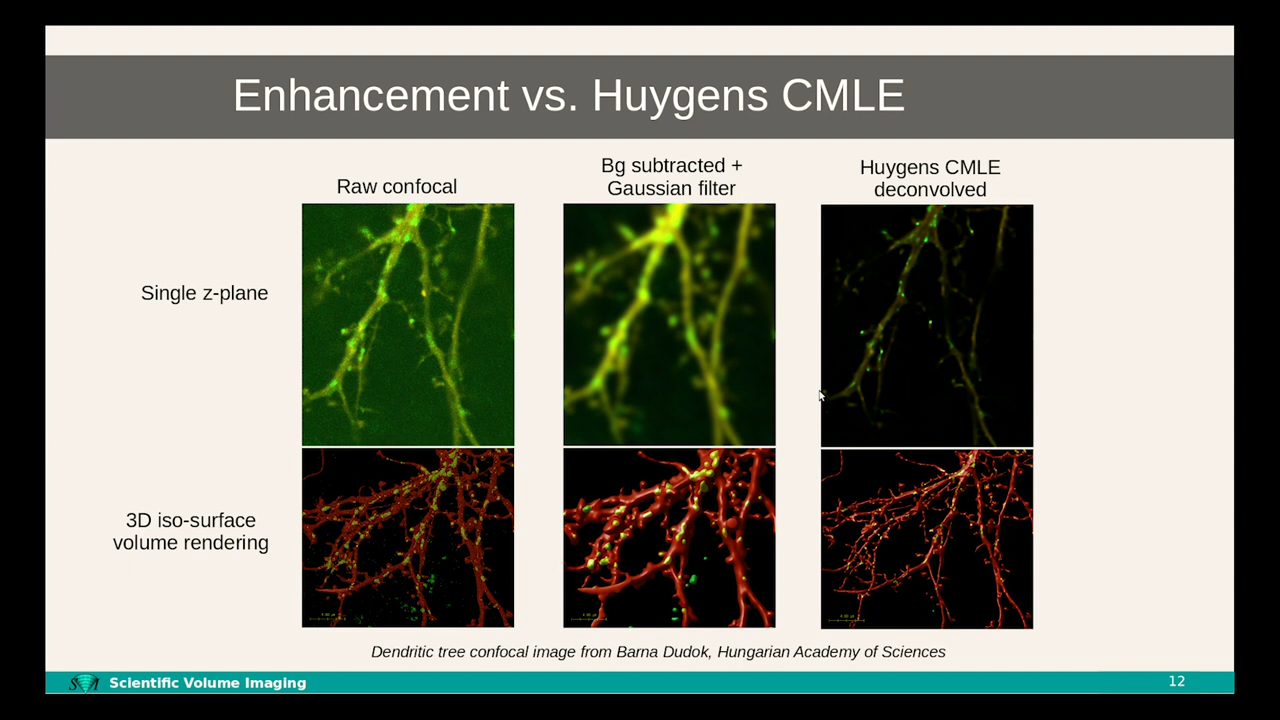 Enhancement vs. Huygens CMLE
Raw confocal
Bg subtracted +
Gaussian filter
Huygens CMLE
deconvolved
Single z-plane
3D iso-surface
volume rendering
Dendritic tree confocal image from Barna Dudok, Hungarian Academy of Sciences
SVI Scientific Volume Imaging
12